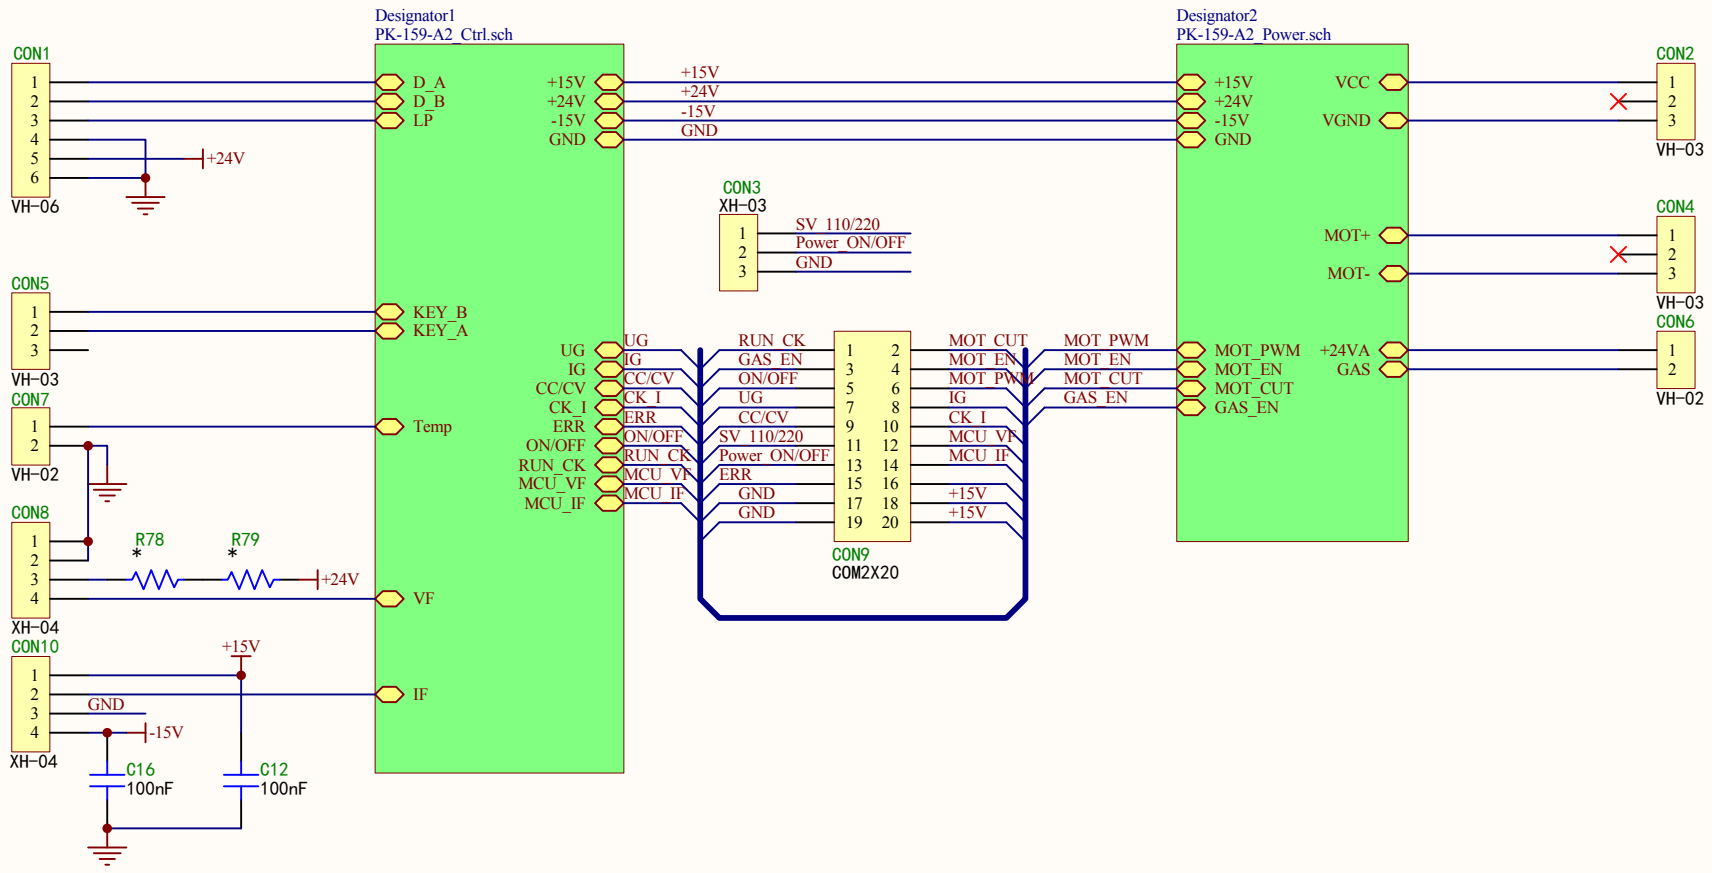 Designator1
PK-159-A2_Ctrl.sch
Designator2
PK-159-A2_Power.sch
CON1
1
2
3
4
5
6
VH-06
+24V
D_A
D_B
LP
+15V
+24V
-15V
GND
+15V
+24V
-15V
GND
+15V
+24V
-15V
GND
VCC
VGND
CON2
1
2
3
VH-03
CON3
XH-03
1
2
3
SV_110/220
Power_ON/OFF
GND
MOT+
MOT-
CON4
1
2
3
VH-03
CON5
1
2
3
VH-03
KEY_B
KEY_A
CON6
1
2
VH-02
+24VA
GAS
CON7
1
2
VH-02
Temp
UG
IG
CC/CV
CK_I
ERR
ON/OFF
RUN_CK
MCU_VF
MCU_IF
UG
IG
CC/CV
CK_I
ERR
ON/OFF
RUN_CK
MCU_VF
MCU_IF
RUN_CK
GAS_EN
ON/OFF
UG
CC/CV
SV_110/220
Power_ON/OFF
ERR
GND
GND
1 2
3 4
5 6
7 8
9 10
11 12
13 14
15 16
17 18
19 20
CON9
COM2X20
MOT_CUT
MOT_EN
MOT_PWM
IG
CK_I
MCU_VF
MCU_IF
+15V
+15V
MOT_PWM
MOT_EN
MOT_CUT
GAS_EN
MOT_PWM
MOT_EN
MOT_CUT
GAS_EN
CON8
1
2
3
4
XH-04
R78
*
R79
*
+24V
VF
CON10
1
2
3
4
XH-04
+15V
GND
-15V
IF
C16
100nF
C12
100nF